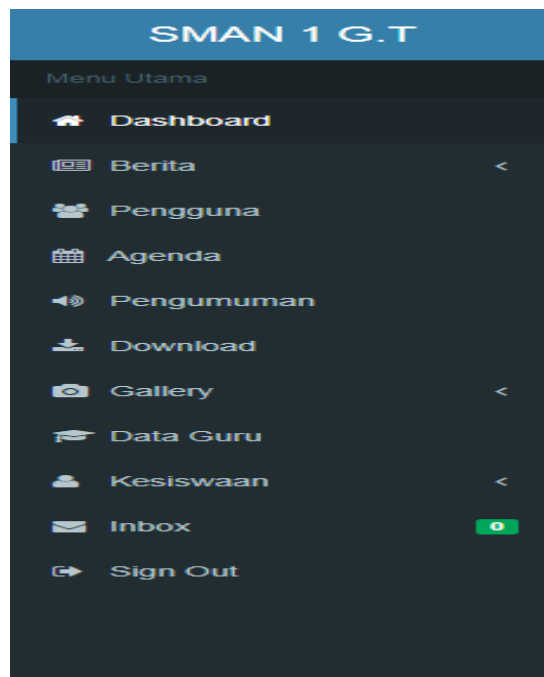 SMAN 1 G.T
Menu Utama
Dashboard
Berita <
Pengguna
Agenda
Pengumuman
Download
Gallery <
Data Guru
Kesiswaan <
Inbox 0
Sign Out